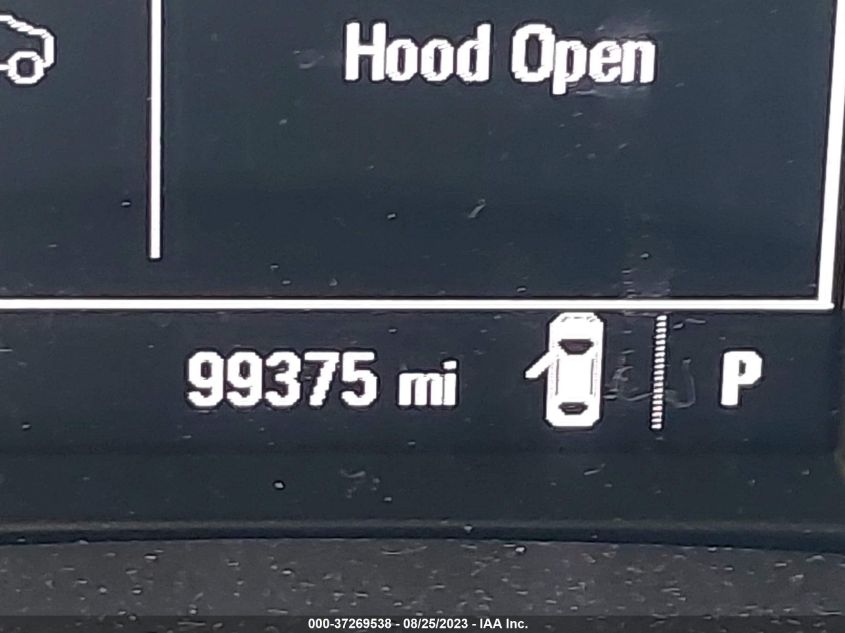 Hood Open
99375 mi P
000-37269538 - 08/25/2023 - IAA Inc.